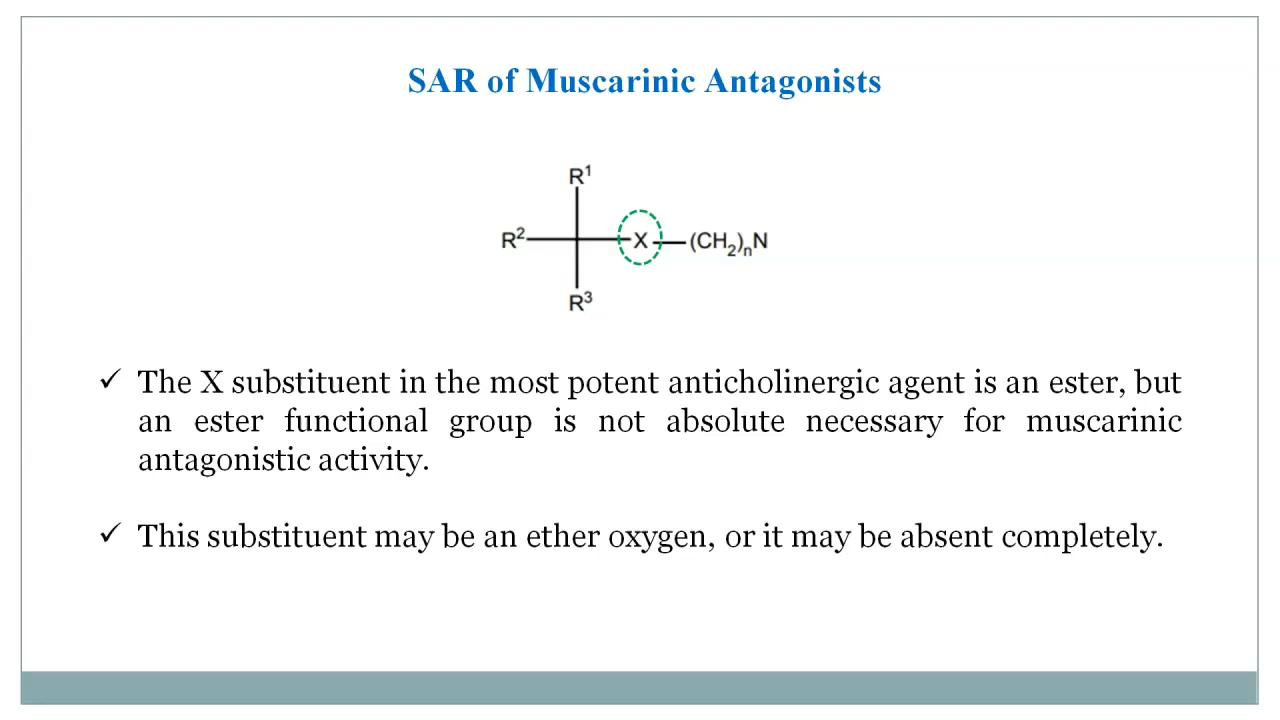 SAR of Muscarinic Antagonists
R1
R2 X (CH2)nN
R3
✓ The X substituent in the most potent anticholinergic agent is an ester, but
an ester functional group is not absolute necessary for muscarinic
antagonistic activity.
✓ This substituent may be an ether oxygen, or it may be absent completely.